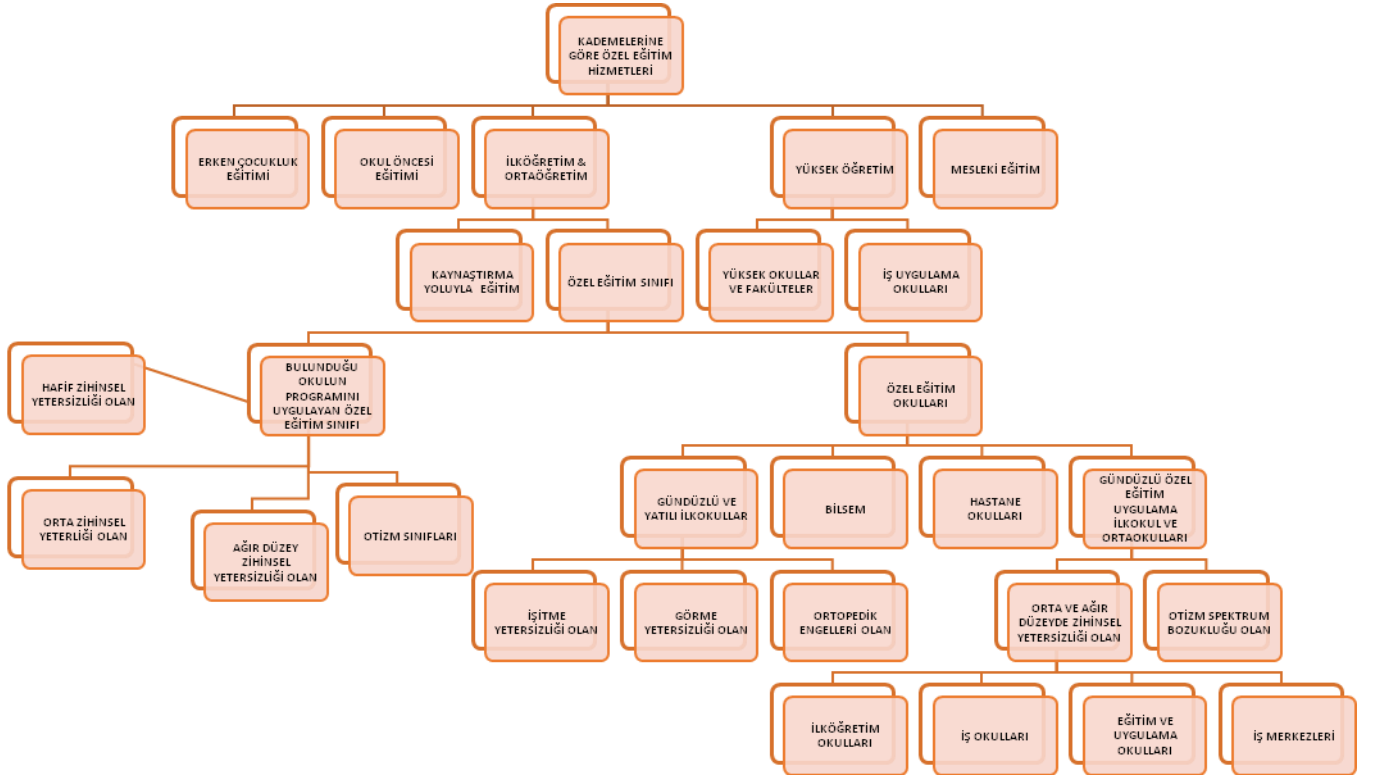 KADEMELERİNE
GÖRE ÖZEL EĞİTİM
HİZMETLERİ
ERKEN ÇOCUKLUK
EĞİTİMİ
OKUL ÖNCESİ
EĞİTİMİ
İLKÖĞRETİM &
ORTAÖĞRETİM
YÜKSEK ÖĞRETİM
MESLEKİ EĞİTİM
KAYNAŞTIRMA
YOLUYLA EĞİTİM
ÖZEL EĞİTİM SINIFI
YÜKSEK OKULLAR
VE FAKÜLTELER
İŞ UYGULAMA
OKULLARI
HAFİF ZİHİNSEL
YETERSİZLİĞİ OLAN
BULUNDUĞU
OKULUN
PROGRAMINI
UYGULAYAN ÖZEL
EĞİTİM SINIFI
ÖZEL EĞİTİM
OKULLARI
ORTA ZİHİNSEL
YETERLİĞİ OLAN
AĞIR DÜZEY
ZİHİNSEL
YETERSİZLİĞİ OLAN
OTİZM SINIFLARI
GÜNDÜZLÜ VE
YATILI İLKOKULLAR
BİLSEM
HASTANE
OKULLARI
GÜNDÜZLÜ ÖZEL
EĞİTİM
UYGULAMA
İLKOKUL VE
ORTAOKULLARI
İŞİTME
YETERSİZLİĞİ OLAN
GÖRME
YETERSİZLİĞİ OLAN
ORTOPEDİK
ENGELLERİ OLAN
ORTA VE AĞIR
DÜZEYDE ZİHİNSEL
YETERSİZLİĞİ OLAN
OTİZM SPEKTRUM
BOZUKLUĞU OLAN
İLKÖĞRETİM
OKULLARI
İŞ OKULLARI
EĞİTİM VE
UYGULAMA
OKULLARI
İŞ MERKEZLERİ